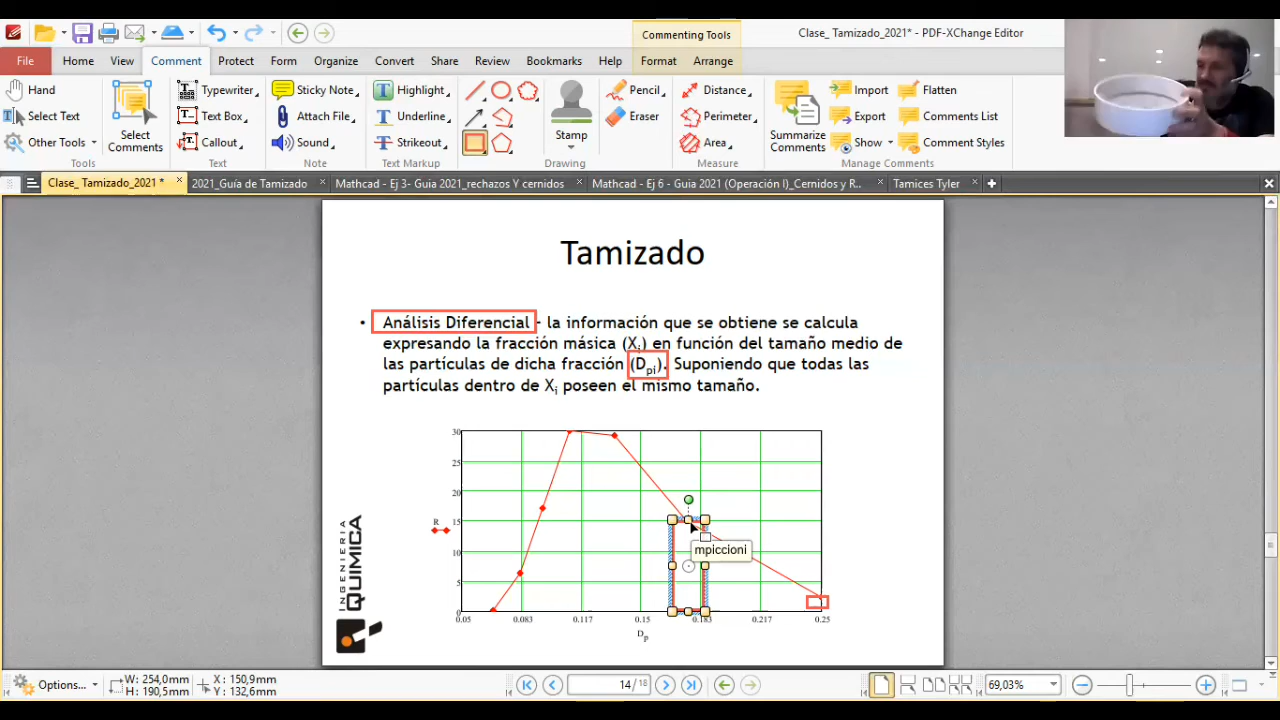 Commenting Tools
Clase_ Tamizado_2021* - PDF-XChange Editor
File Home View Comment Protect Form Organize Convert Share Review Bookmarks Help Format Arrange
Hand
Select Text
Other Tools
Tools
Select Comments
Typewriter
Text Box
Callout
Text
Sticky Note
Attach File
Sound
Note
Highlight
Underline
Strikeout
Text Markup
Pencil
Eraser
Drawing
Stamp
Distance
Perimeter
Area
Measure
Summarize Comments
Import
Export
Show
Flatten
Comments List
Comment Styles
Manage Comments
Clase_ Tamizado_2021 *
2021_Guía de Tamizado
Mathcad - Ej 3- Guia 2021_rechazos Y cernidos
Mathcad - Ej 6 - Guia 2021 (Operación I)_Cernidos y R..
Tamices Tyler
Tamizado
• Análisis Diferencial - la información que se obtiene se calcula
expresando la fracción másica (Xi) en función del tamaño medio de
las partículas de dicha fracción (Dpi). Suponiendo que todas las
partículas dentro de Xi poseen el mismo tamaño.
30
25
20
15
10
5
0
R
0.05 0.083 0.117 0.15 0.183 0.217 0.25
Dp
mpiccioni
INGENIERIA
QUIMICA
Options...
W: 254,0mm
H: 190,5mm
X: 150,9mm
Y: 132,6mm
14 / 18
69,03%